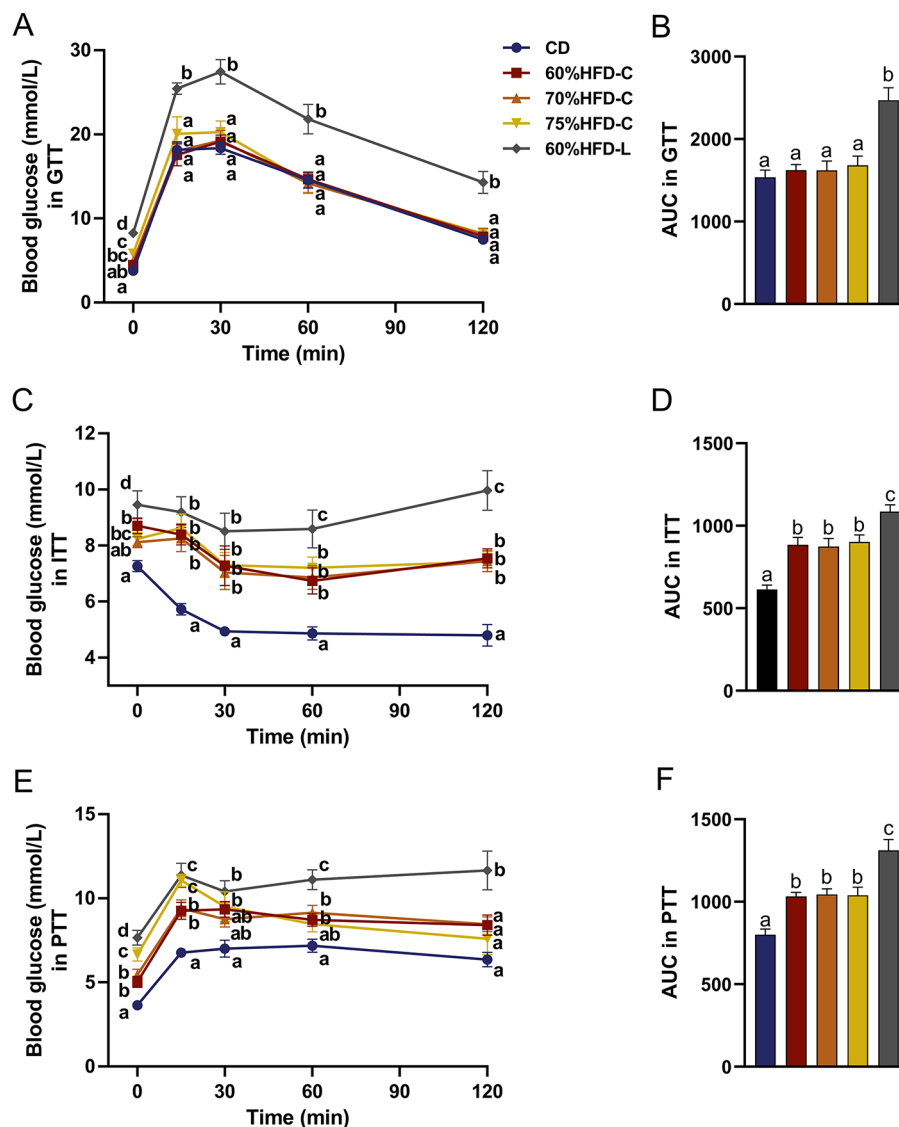 A
Blood glucose (mmol/L)
in GTT
30
20
10
0
0 30 60 90 120
Time (min)
b b b b
a a a a
a a a a
a a a a
a a a a
d
c
bc
ab
a
CD
60%HFD-C
70%HFD-C
75%HFD-C
60%HFD-L
B
AUC in GTT
3000
2000
1000
0
a a a a b
C
Blood glucose (mmol/L)
in ITT
12
10
8
6
4
0 30 60 90 120
Time (min)
d b b c c
b b b b b
bc b b b b
ab b b b b
a a a a a
D
AUC in ITT
1500
1000
500
0
a b b b c
E
Blood glucose (mmol/L)
in PTT
15
10
5
0
0 30 60 90 120
Time (min)
d c b c b
c c b b a
b b ab b a
b b ab ab a
a a a a a
F
AUC in PTT
1500
1000
500
0
a b b b c